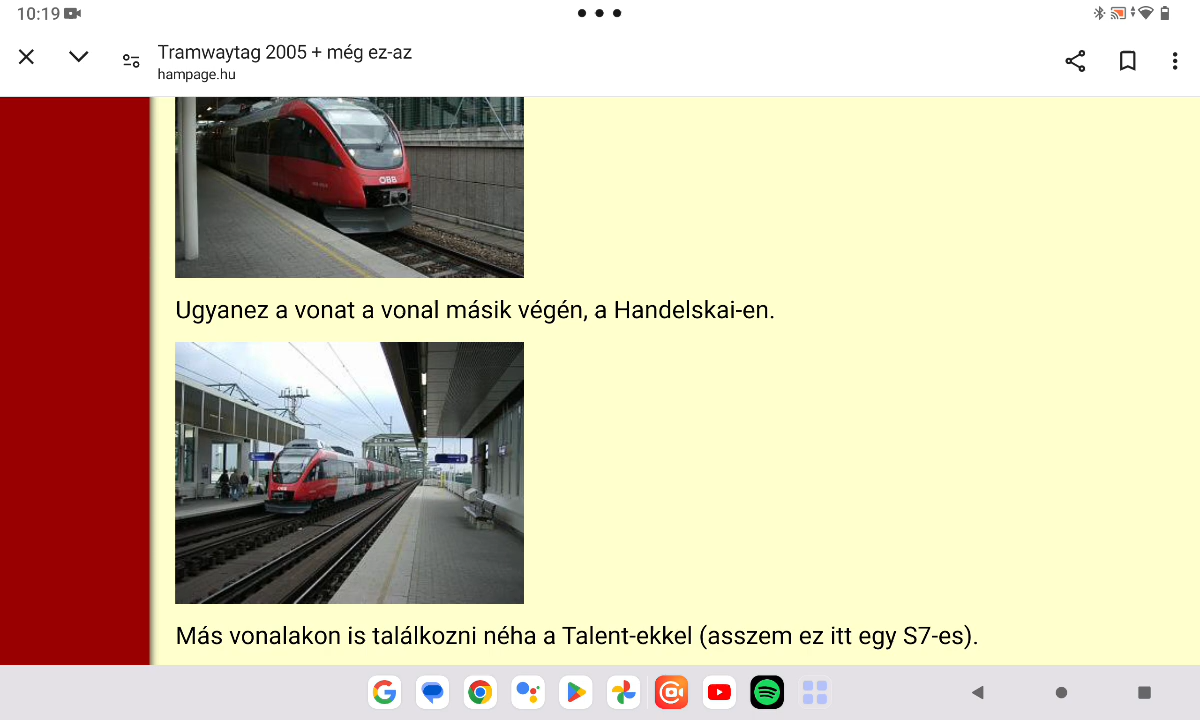 10:19
Tramwaytag 2005 + még ez-az
hampage.hu
ÖBB
Ugyanez a vonat a vonal másik végén, a Handelskai-en.
ÖBB
Más vonalakon is találkozni néha a Talent-ekkel (asszem ez itt egy S7-es).